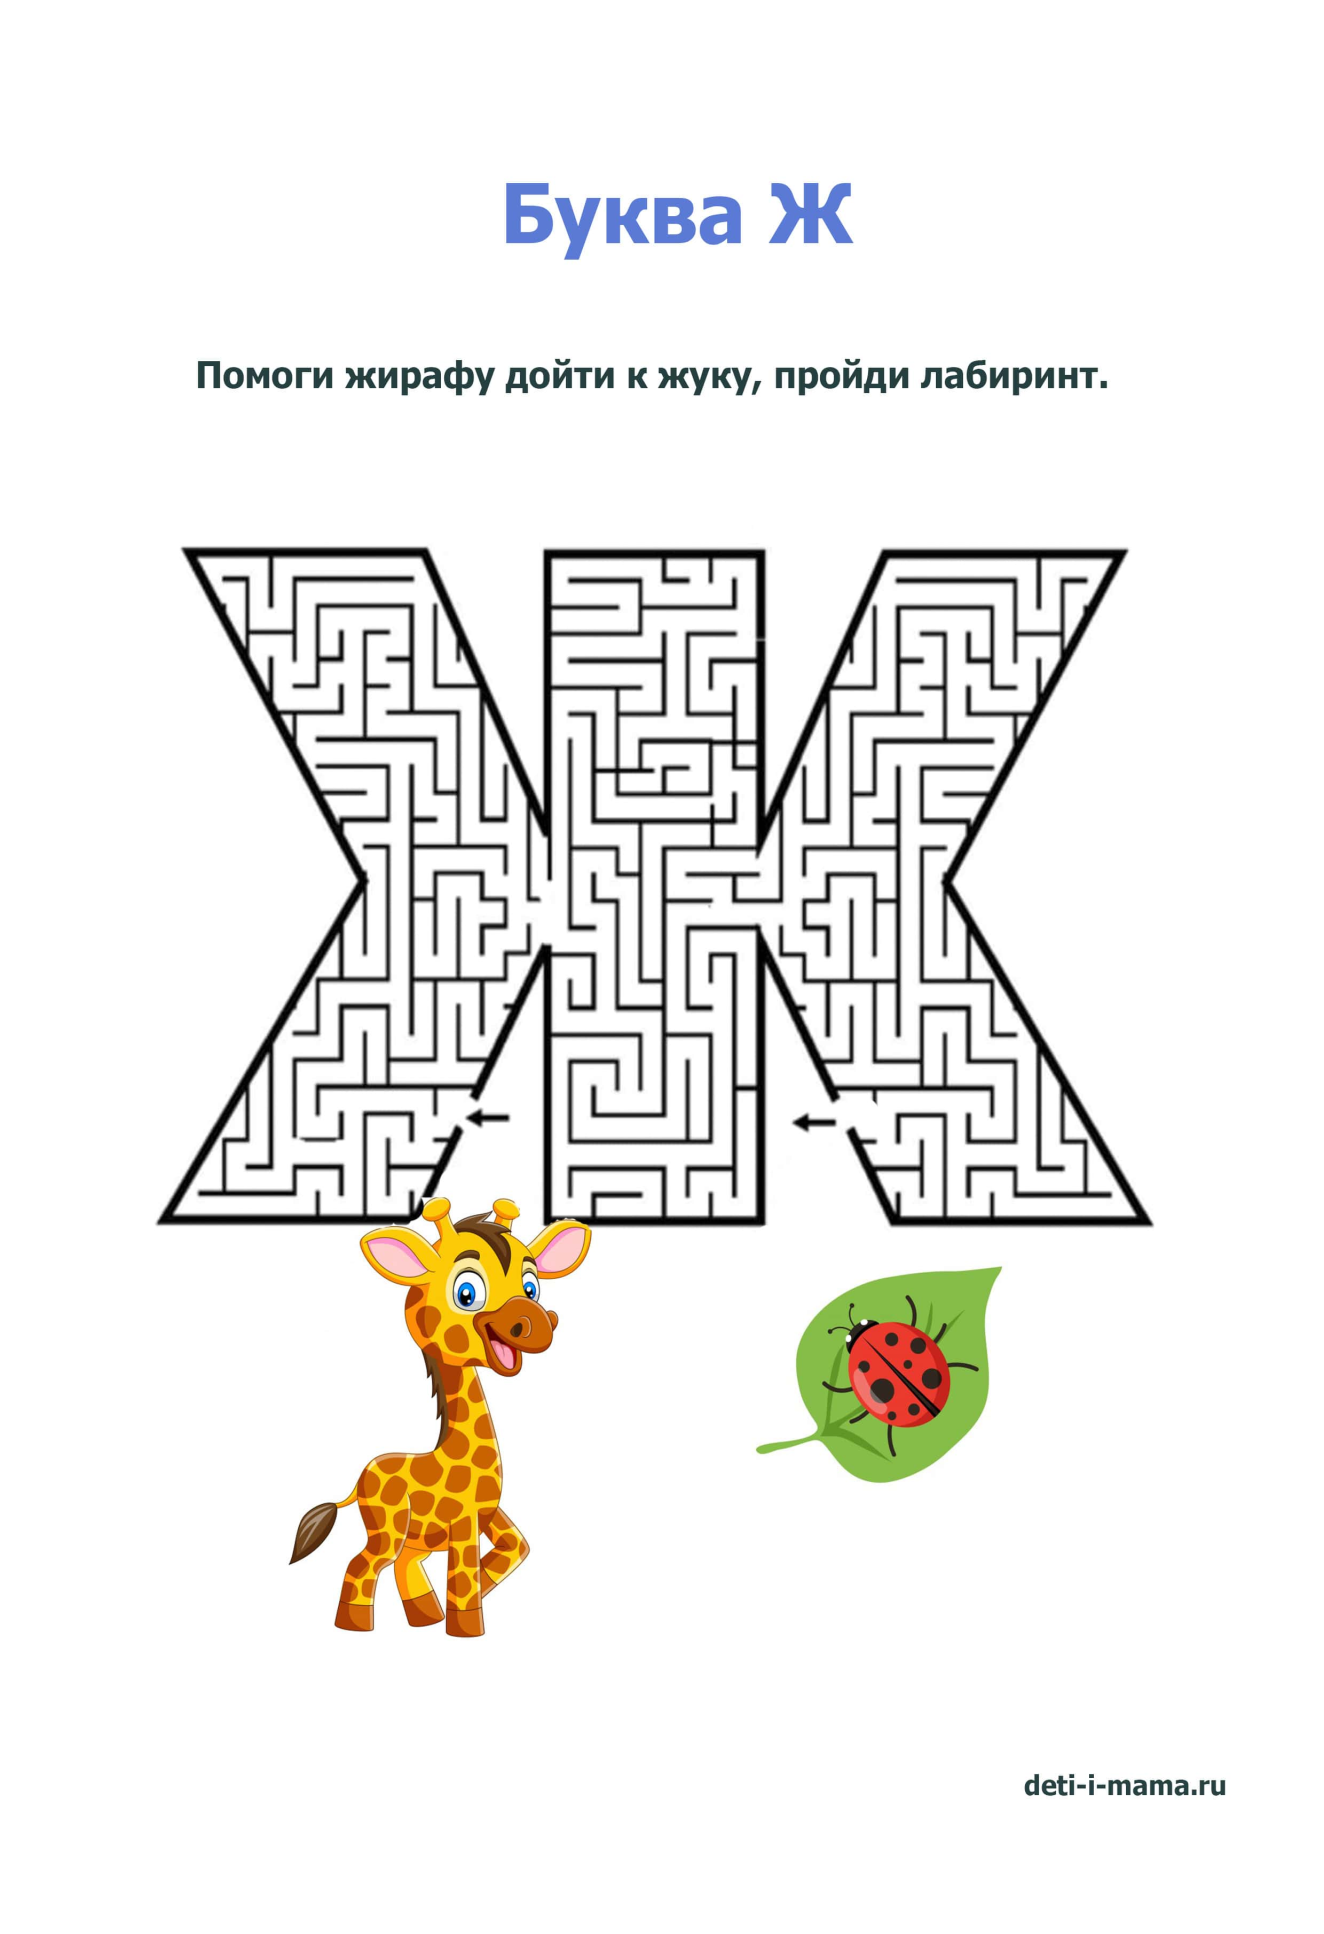 Буква Ж
Помоги жирафу дойти к жуку, пройди лабиринт.
deti-i-mama.ru